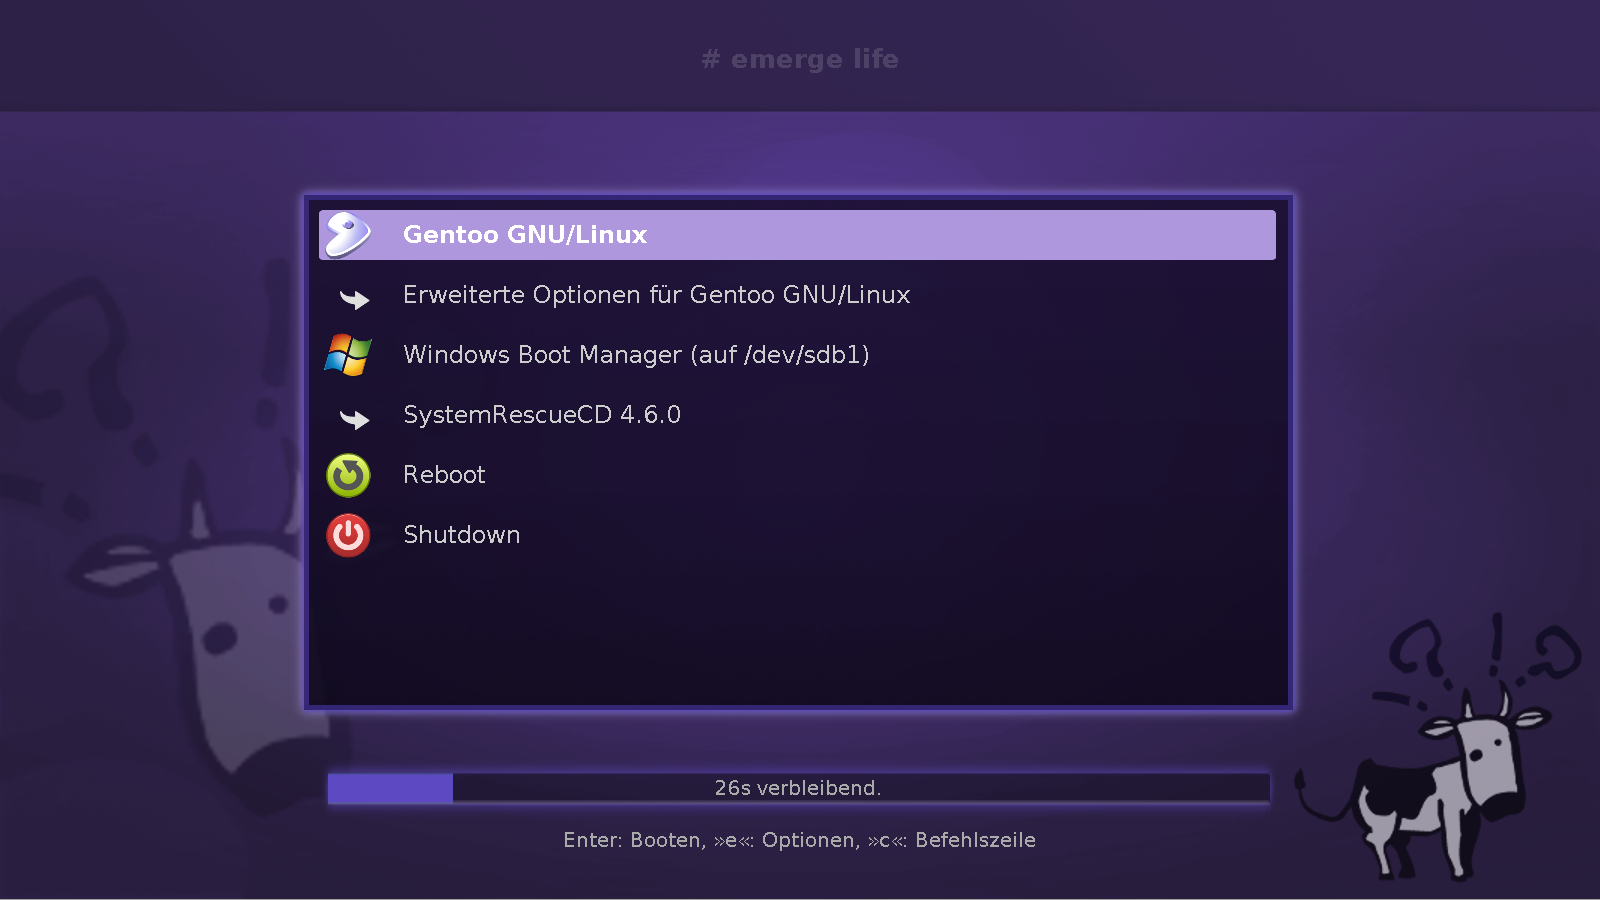 # emerge life
Gentoo GNU/Linux
Erweiterte Optionen für Gentoo GNU/Linux
Windows Boot Manager (auf /dev/sdb1)
SystemRescueCD 4.6.0
Reboot
Shutdown
26s verbleibend.
Enter: Booten, »e«: Optionen, »c«: Befehlszeile